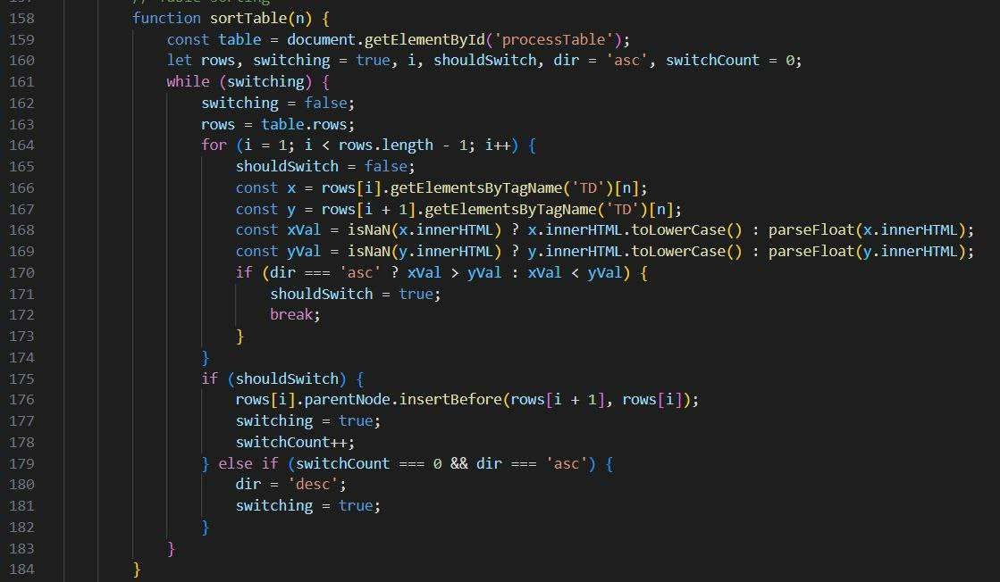 // Table sorting
158 function sortTable(n) {
159 const table = document.getElementById('processTable');
160 let rows, switching = true, i, shouldSwitch, dir = 'asc', switchCount = 0;
161 while (switching) {
162 switching = false;
163 rows = table.rows;
164 for (i = 1; i < rows.length - 1; i++) {
165 shouldSwitch = false;
166 const x = rows[i].getElementsByTagName('TD')[n];
167 const y = rows[i + 1].getElementsByTagName('TD')[n];
168 const xVal = isNaN(x.innerHTML) ? x.innerHTML.toLowerCase() : parseFloat(x.innerHTML);
169 const yVal = isNaN(y.innerHTML) ? y.innerHTML.toLowerCase() : parseFloat(y.innerHTML);
170 if (dir === 'asc' ? xVal > yVal : xVal < yVal) {
171 shouldSwitch = true;
172 break;
173 }
174 }
175 if (shouldSwitch) {
176 rows[i].parentNode.insertBefore(rows[i + 1], rows[i]);
177 switching = true;
178 switchCount++;
179 } else if (switchCount === 0 && dir === 'asc') {
180 dir = 'desc';
181 switching = true;
182 }
183 }
184 }